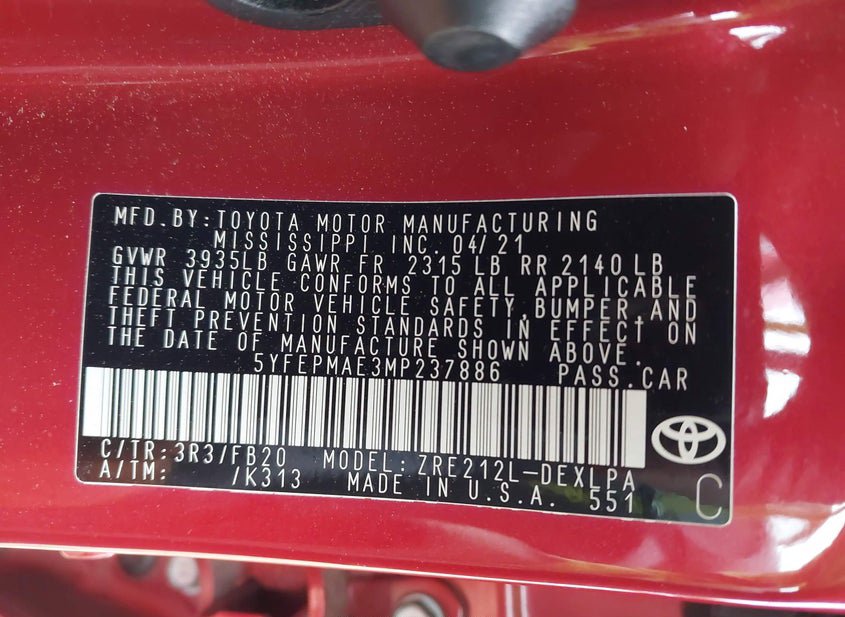 MFD.BY:TOYOTA MOTOR MANUFACTURING
MISSISSIPPI INC. 04/21
GVWR 3935LB GAWR FR 2315 LB RR 2140 LB
THIS VEHICLE CONFORMS TO ALL APPLICABLE
FEDERAL MOTOR VEHICLE SAFETY,BUMPER,AND
THEFT PREVENTION STANDARDS IN EFFECT ON
THE DATE OF MANUFACTURE SHOWN ABOVE.
5YFEPMAE3MP237886 PASS.CAR
C/TR:3R3/FB20 MODEL: ZRE212L-DEXLPA
A/TM: /K313 MADE IN U.S.A. 551
C